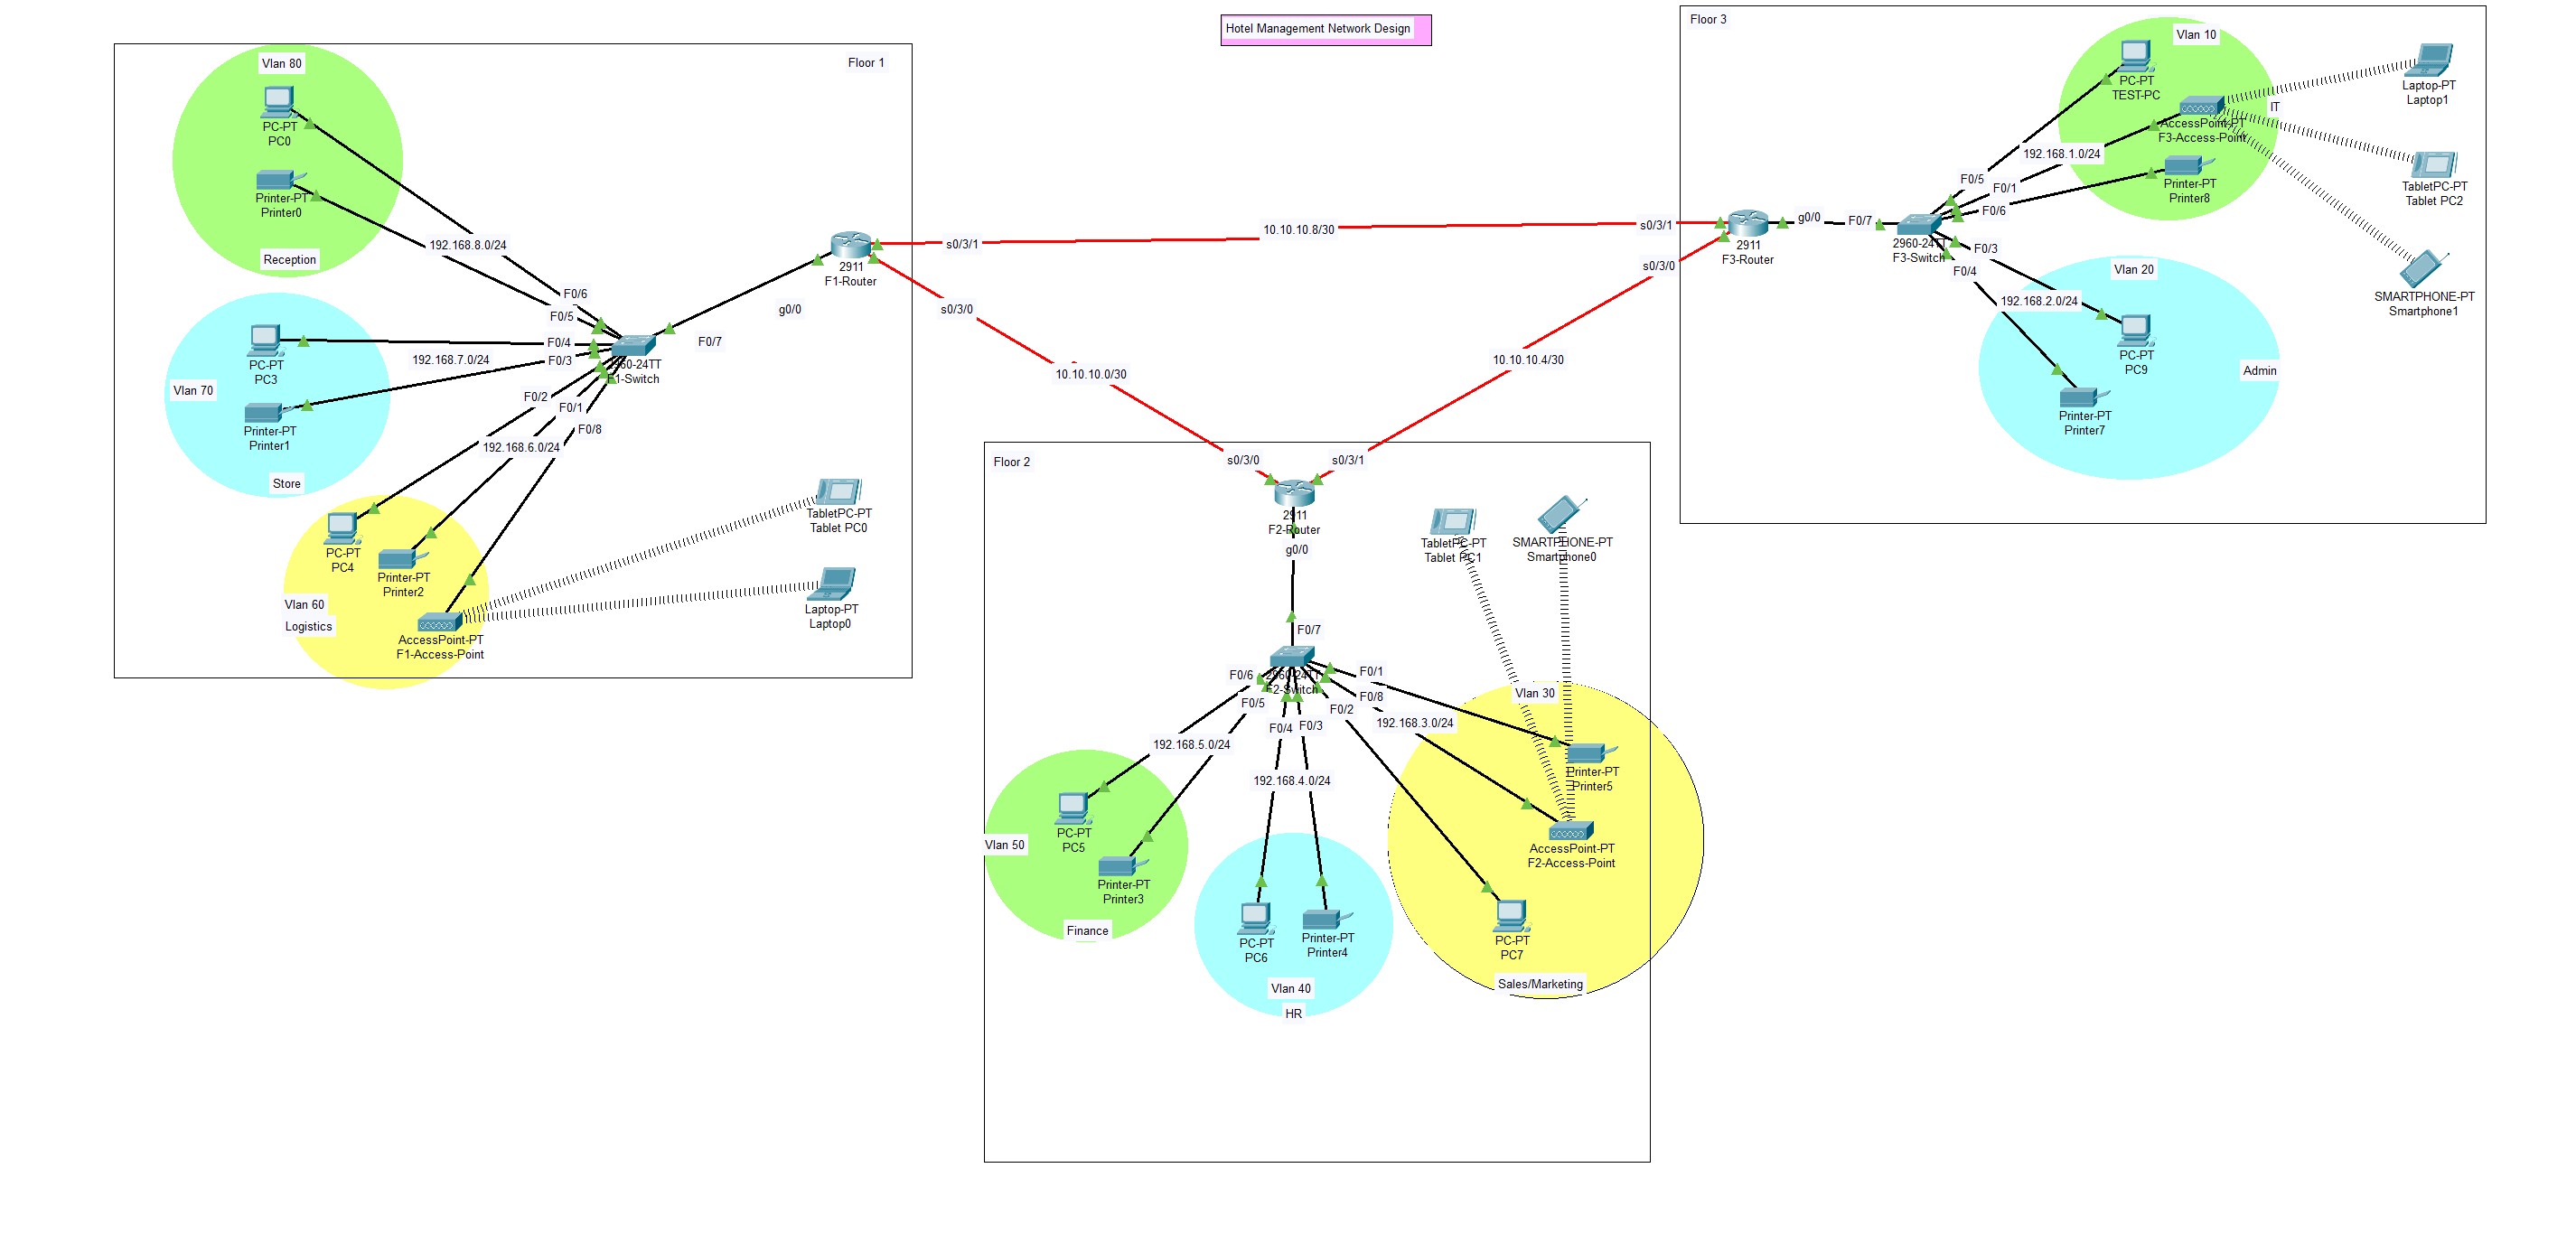 Hotel Management Network Design
Floor 1
Vlan 80
PC-PT
PC0
Printer-PT
Printer0
Reception
192.168.8.0/24
F0/6
F0/5
PC-PT
PC3
Vlan 70
Printer-PT
Printer1
Store
F0/4
192.168.7.0/24
F0/3
2960-24TT
F1-Switch
F0/7
g0/0
2911
F1-Router
s0/3/1
s0/3/0
F0/2
F0/1
F0/8
192.168.6.0/24
PC-PT
PC4
Printer-PT
Printer2
Vlan 60
Logistics
AccessPoint-PT
F1-Access-Point
TabletPC-PT
Tablet PC0
Laptop-PT
Laptop0
10.10.10.8/30
10.10.10.0/30
10.10.10.4/30
Floor 2
s0/3/0
s0/3/1
2911
F2-Router
g0/0
TabletPC-PT
Tablet PC1
SMARTPHONE-PT
Smartphone0
F0/7
2960-24TT
F2-Switch
F0/6
F0/5
F0/4
F0/3
F0/2
F0/8
F0/1
192.168.5.0/24
192.168.4.0/24
192.168.3.0/24
Vlan 50
PC-PT
PC5
Printer-PT
Printer3
Finance
PC-PT
PC6
Printer-PT
Printer4
Vlan 40
HR
Vlan 30
Printer-PT
Printer5
AccessPoint-PT
F2-Access-Point
PC-PT
PC7
Sales/Marketing
Floor 3
s0/3/1
s0/3/0
2911
F3-Router
g0/0
F0/7
2960-24TT
F3-Switch
F0/5
F0/1
F0/6
F0/3
F0/4
192.168.1.0/24
192.168.2.0/24
Vlan 10
PC-PT
TEST-PC
IT
AccessPoint-PT
F3-Access-Point
Printer-PT
Printer8
Laptop-PT
Laptop1
TabletPC-PT
Tablet PC2
SMARTPHONE-PT
Smartphone1
Vlan 20
PC-PT
PC9
Printer-PT
Printer7
Admin